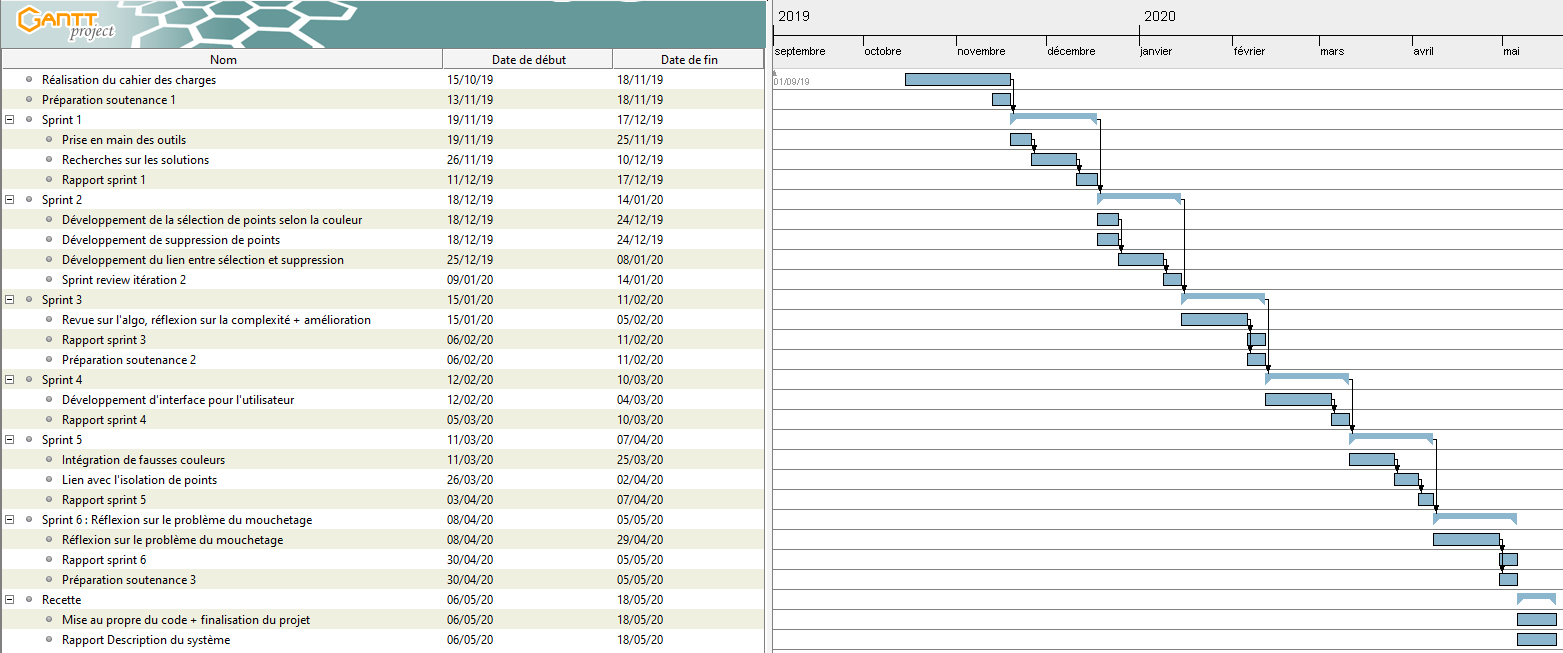 GANTT
project
2019 2020
septembre octobre novembre décembre janvier février mars avril mai
Nom Date de début Date de fin
01/09/19
Réalisation du cahier des charges 15/10/19 18/11/19
Préparation soutenance 1 13/11/19 18/11/19
Sprint 1 19/11/19 17/12/19
Prise en main des outils 19/11/19 25/11/19
Recherches sur les solutions 26/11/19 10/12/19
Rapport sprint 1 11/12/19 17/12/19
Sprint 2 18/12/19 14/01/20
Développement de la sélection de points selon la couleur 18/12/19 24/12/19
Développement de suppression de points 18/12/19 24/12/19
Développement du lien entre sélection et suppression 25/12/19 08/01/20
Sprint review itération 2 09/01/20 14/01/20
Sprint 3 15/01/20 11/02/20
Revue sur l'algo, réflexion sur la complexité + amélioration 15/01/20 05/02/20
Rapport sprint 3 06/02/20 11/02/20
Préparation soutenance 2 06/02/20 11/02/20
Sprint 4 12/02/20 10/03/20
Développement d'interface pour l'utilisateur 12/02/20 04/03/20
Rapport sprint 4 05/03/20 10/03/20
Sprint 5 11/03/20 07/04/20
Intégration de fausses couleurs 11/03/20 25/03/20
Lien avec l'isolation de points 26/03/20 02/04/20
Rapport sprint 5 03/04/20 07/04/20
Sprint 6 : Réflexion sur le problème du mouchetage 08/04/20 05/05/20
Réflexion sur le problème du mouchetage 08/04/20 29/04/20
Rapport sprint 6 30/04/20 05/05/20
Préparation soutenance 3 30/04/20 05/05/20
Recette 06/05/20 18/05/20
Mise au propre du code + finalisation du projet 06/05/20 18/05/20
Rapport Description du système 06/05/20 18/05/20